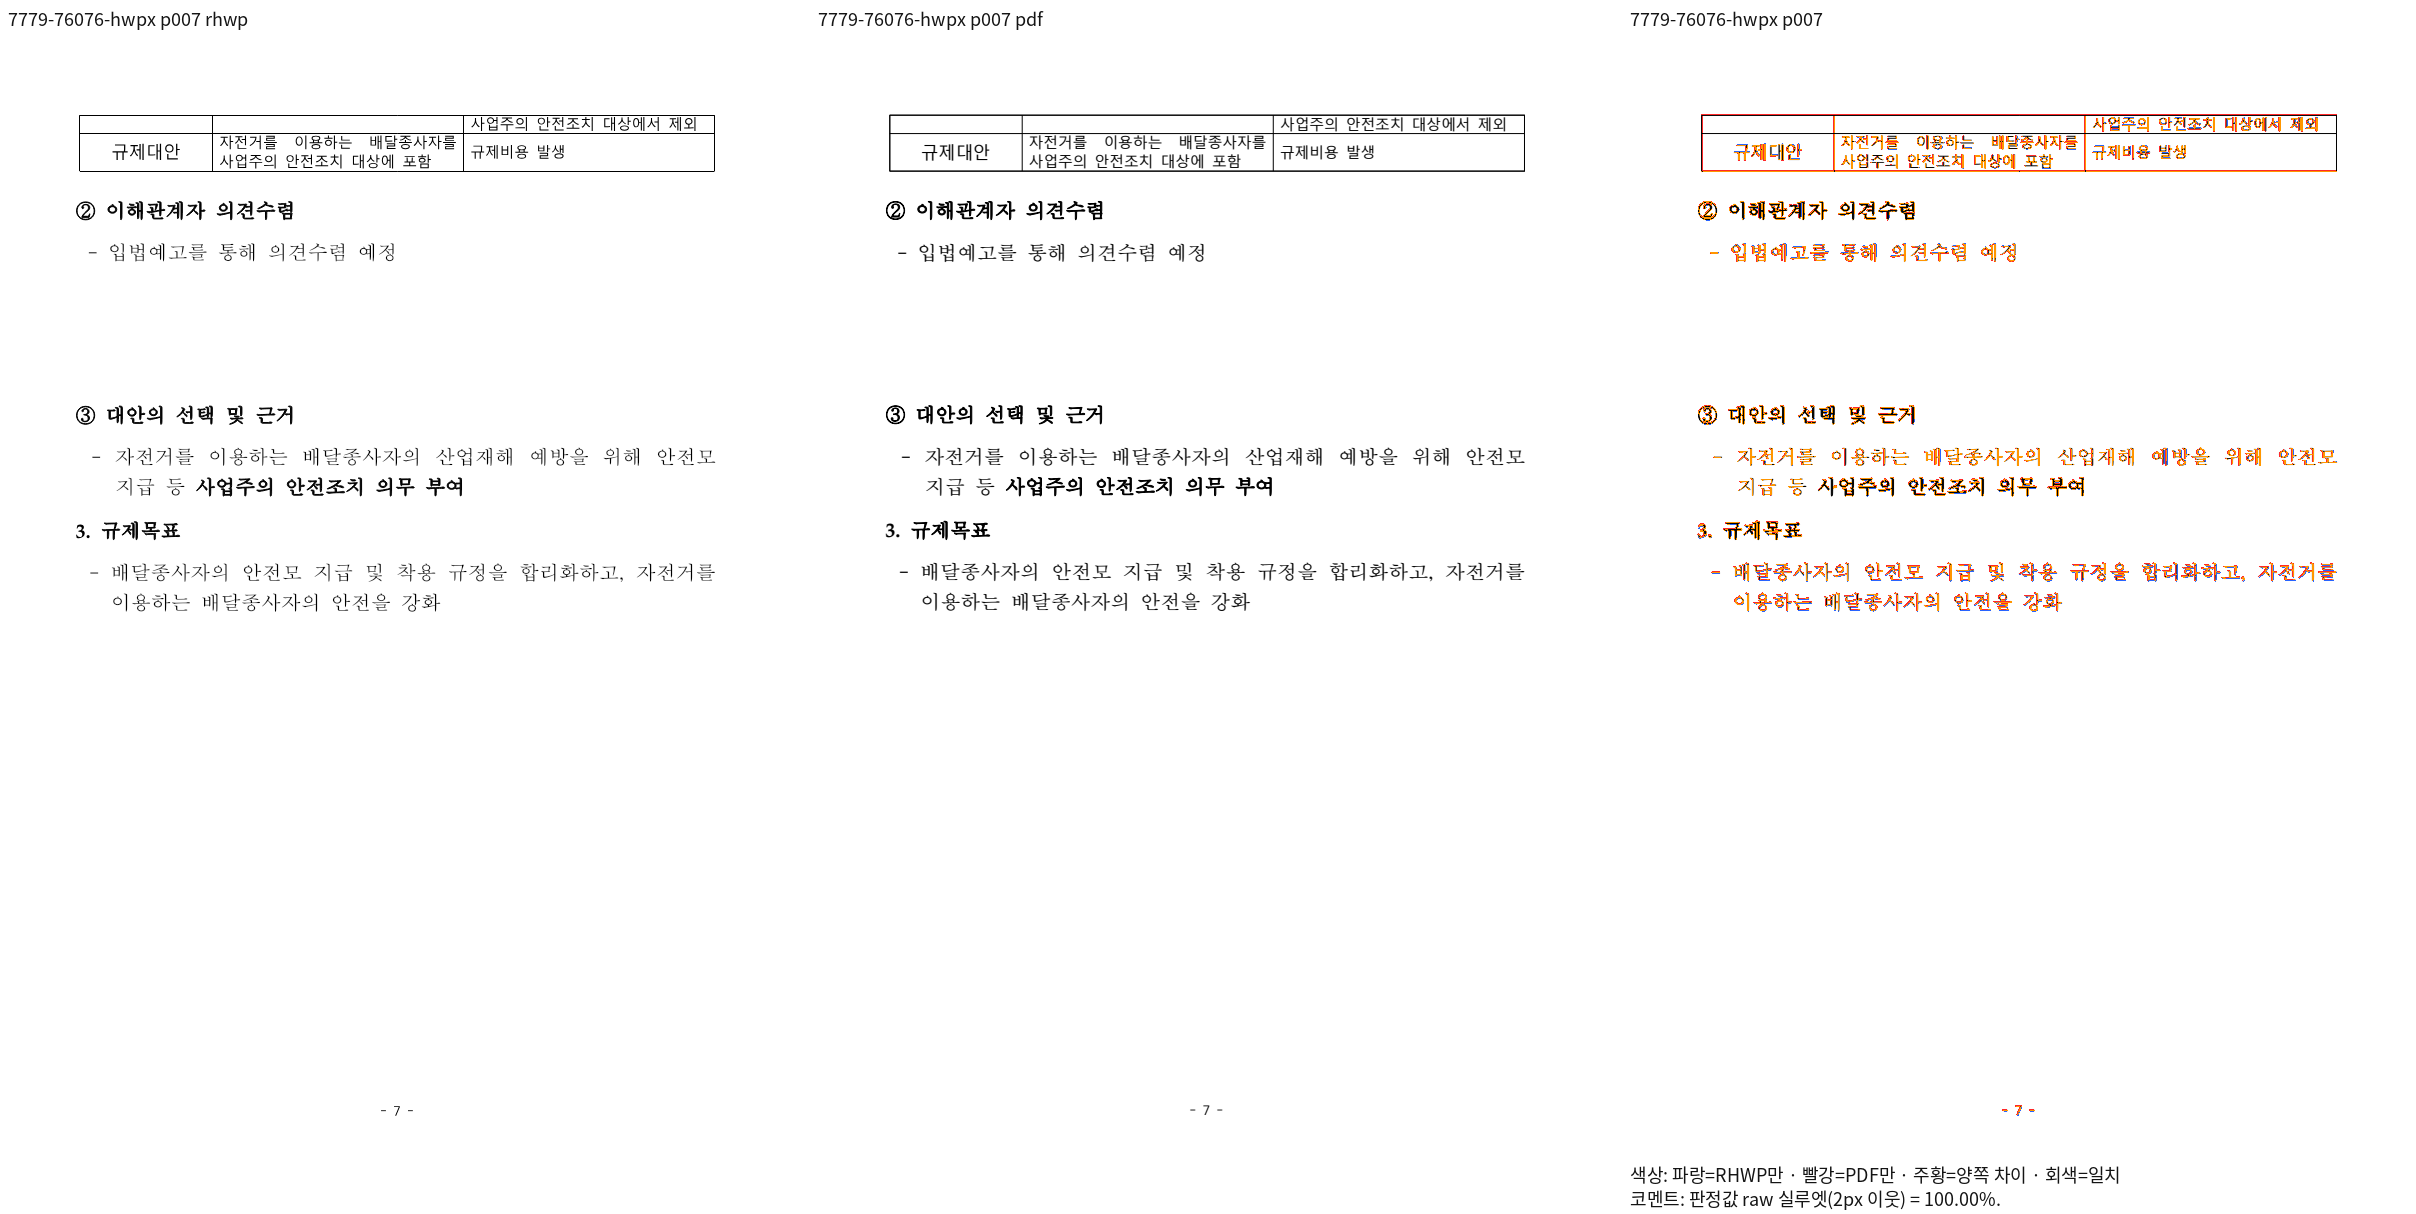 7779-76076-hwpx p007 rhwp
사업주의 안전조치 대상에서 제외
규제대안
자전거를 이용하는 배달종사자를
사업주의 안전조치 대상에 포함
규제비용 발생
② 이해관계자 의견수렴
- 입법예고를 통해 의견수렴 예정
③ 대안의 선택 및 근거
- 자전거를 이용하는 배달종사자의 산업재해 예방을 위해 안전모
지급 등 사업주의 안전조치 의무 부여
3. 규제목표
- 배달종사자의 안전모 지급 및 착용 규정을 합리화하고, 자전거를
이용하는 배달종사자의 안전을 강화
- 7 -
7779-76076-hwpx p007 pdf
사업주의 안전조치 대상에서 제외
규제대안
자전거를 이용하는 배달종사자를
사업주의 안전조치 대상에 포함
규제비용 발생
② 이해관계자 의견수렴
- 입법예고를 통해 의견수렴 예정
③ 대안의 선택 및 근거
- 자전거를 이용하는 배달종사자의 산업재해 예방을 위해 안전모
지급 등 사업주의 안전조치 의무 부여
3. 규제목표
- 배달종사자의 안전모 지급 및 착용 규정을 합리화하고, 자전거를
이용하는 배달종사자의 안전을 강화
- 7 -
7779-76076-hwpx p007
사업주의 안전조치 대상에서 제외
규제대안
자전거를 이용하는 배달종사자를
사업주의 안전조치 대상에 포함
규제비용 발생
② 이해관계자 의견수렴
- 입법예고를 통해 의견수렴 예정
③ 대안의 선택 및 근거
- 자전거를 이용하는 배달종사자의 산업재해 예방을 위해 안전모
지급 등 사업주의 안전조치 의무 부여
3. 규제목표
- 배달종사자의 안전모 지급 및 착용 규정을 합리화하고, 자전거를
이용하는 배달종사자의 안전을 강화
- 7 -
색상: 파랑=RHWP만 · 빨강=PDF만 · 주황=양쪽 차이 · 회색=일치
코멘트: 판정값 raw 실루엣(2px 이웃) = 100.00%.